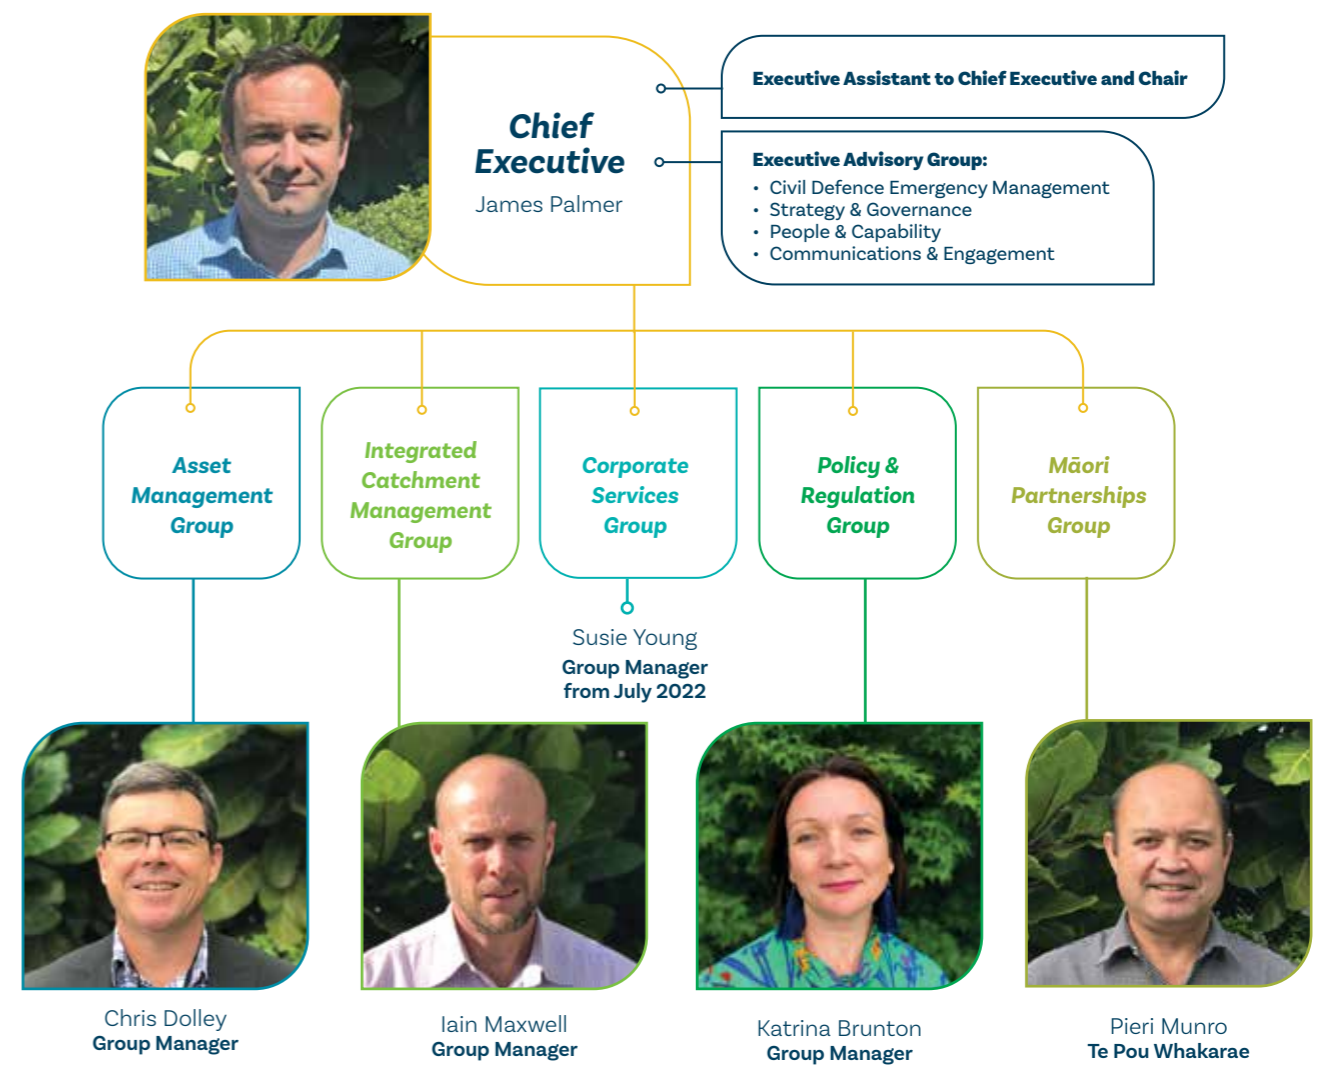 Chief
Executive
James Palmer
Executive Assistant to Chief Executive and Chair
Executive Advisory Group:
• Civil Defence Emergency Management
• Strategy & Governance
• People & Capability
• Communications & Engagement
Asset
Management
Group
Integrated
Catchment
Management
Group
Corporate
Services
Group
Policy &
Regulation
Group
Māori
Partnerships
Group
Susie Young
Group Manager
from July 2022
Chris Dolley
Group Manager
Iain Maxwell
Group Manager
Katrina Brunton
Group Manager
Pieri Munro
Te Pou Whakarae